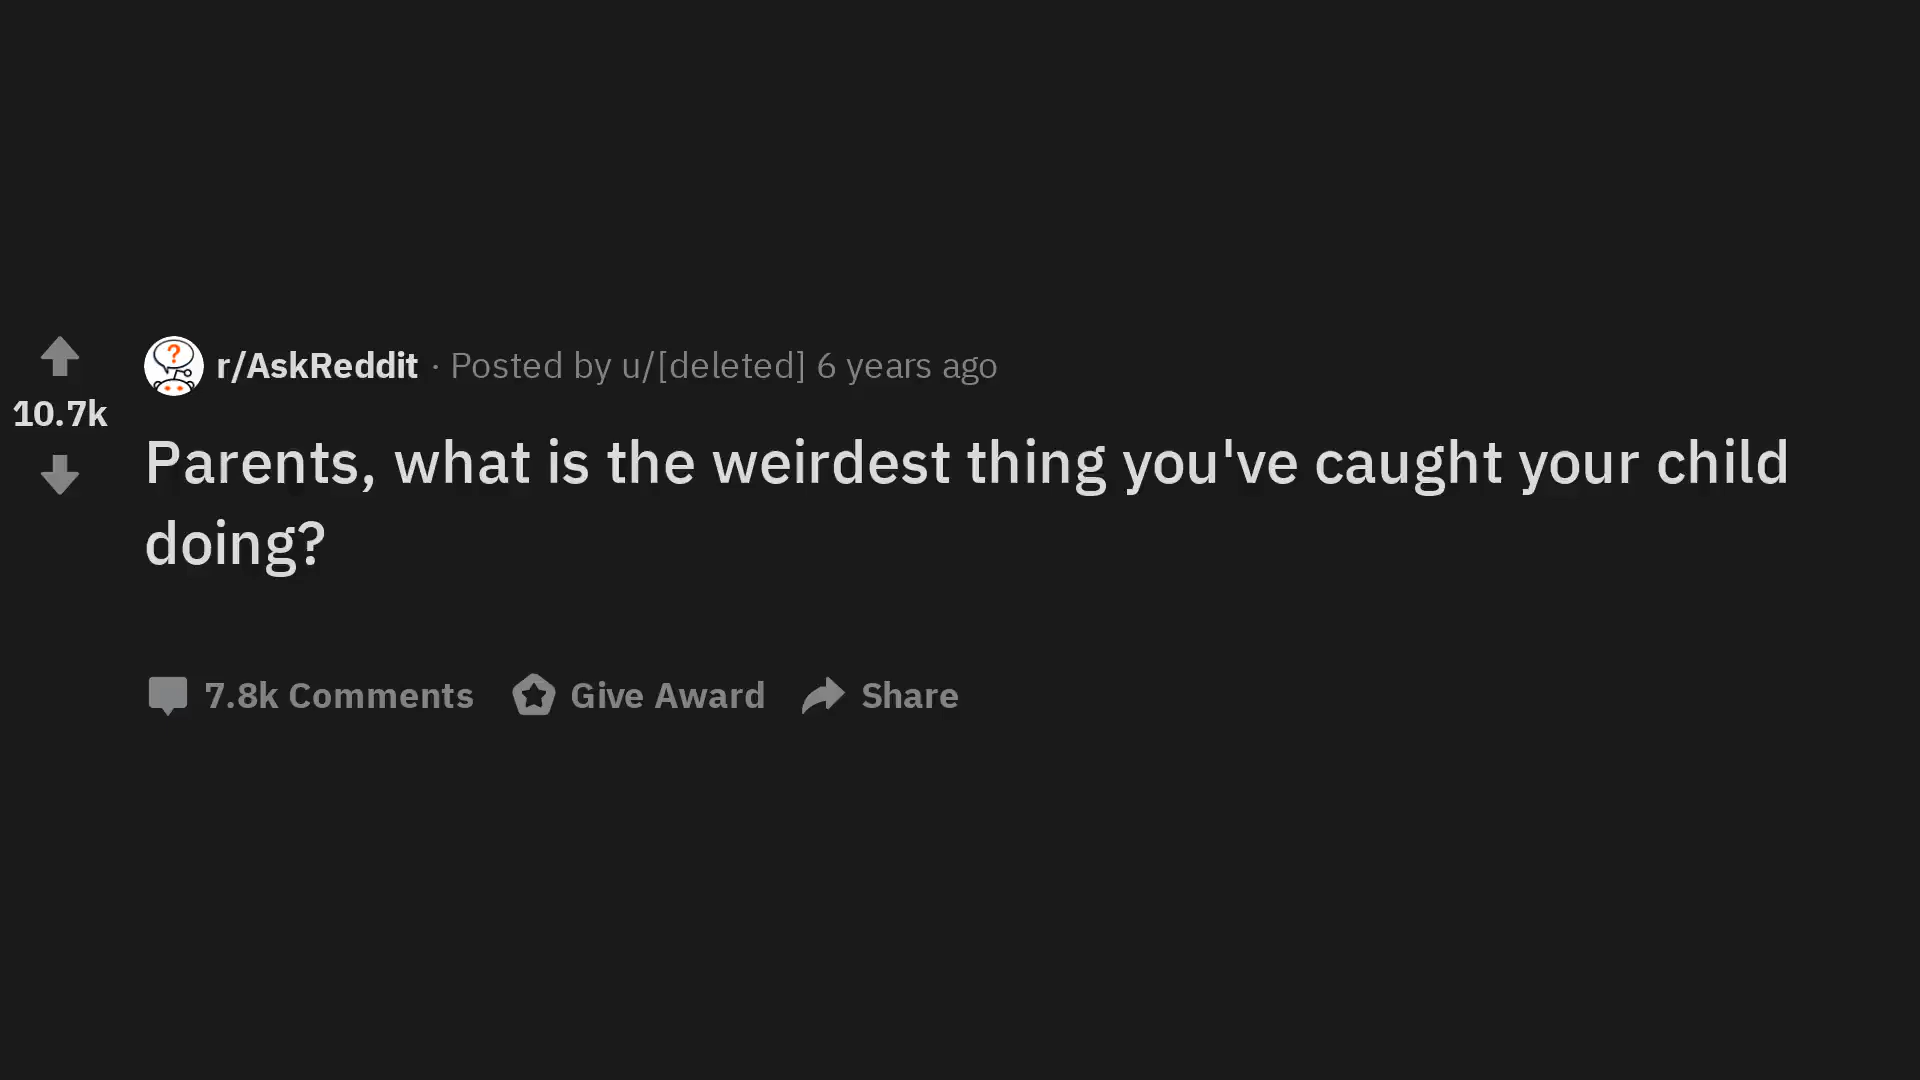 r/AskReddit · Posted by u/[deleted] 6 years ago
10.7k
Parents, what is the weirdest thing you've caught your child
doing?
7.8k Comments Give Award Share